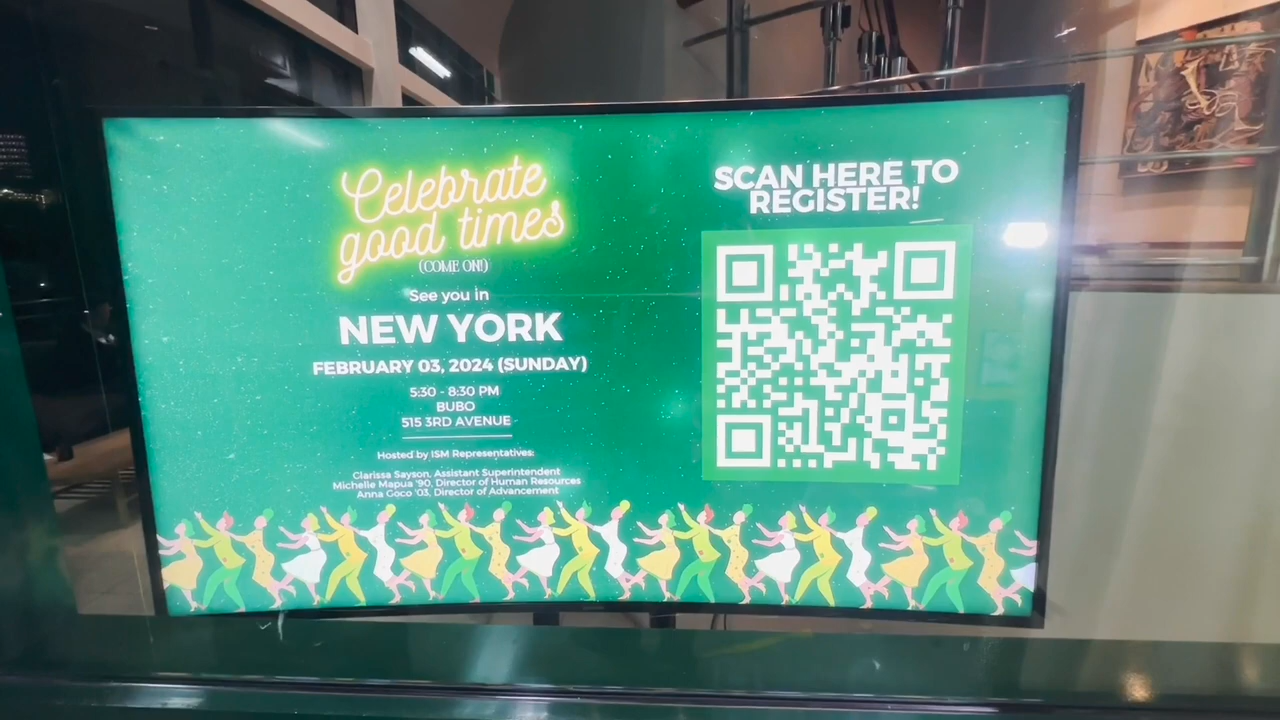 Celebrate
good times
(COME ON!)
See you in
NEW YORK
FEBRUARY 03, 2024 (SUNDAY)
5:30 - 8:30 PM
BUBO
515 3RD AVENUE
Hosted by ISM Representatives:
Clarissa Sayson, Assistant Superintendent
Michelle Mapua '90, Director of Human Resources
Anna Goco '03, Director of Advancement
SCAN HERE TO
REGISTER!